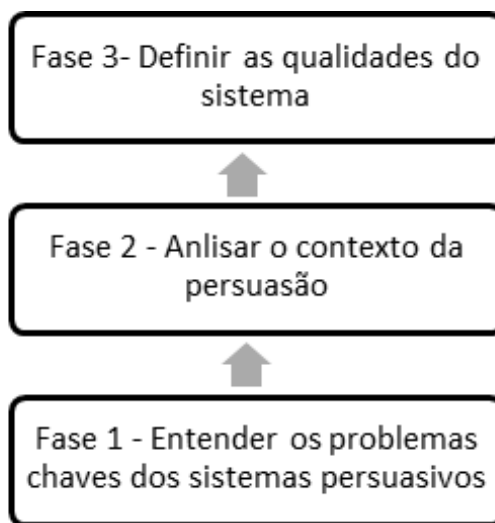 Fase 3- Definir as qualidades do
sistema
Fase 2 - Anlisar o contexto da
persuasão
Fase 1 - Entender os problemas
chaves dos sistemas persuasivos